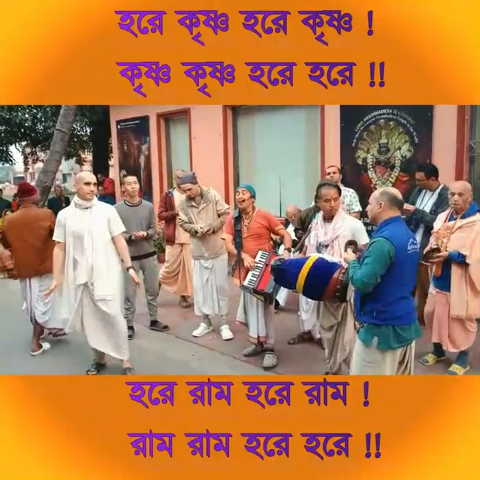 হরে কৃষ্ণ হরে কৃষ্ণ !
কৃষ্ণ কৃষ্ণ হরে হরে !!
হরে রাম হরে রাম !
রাম রাম হরে হরে !!